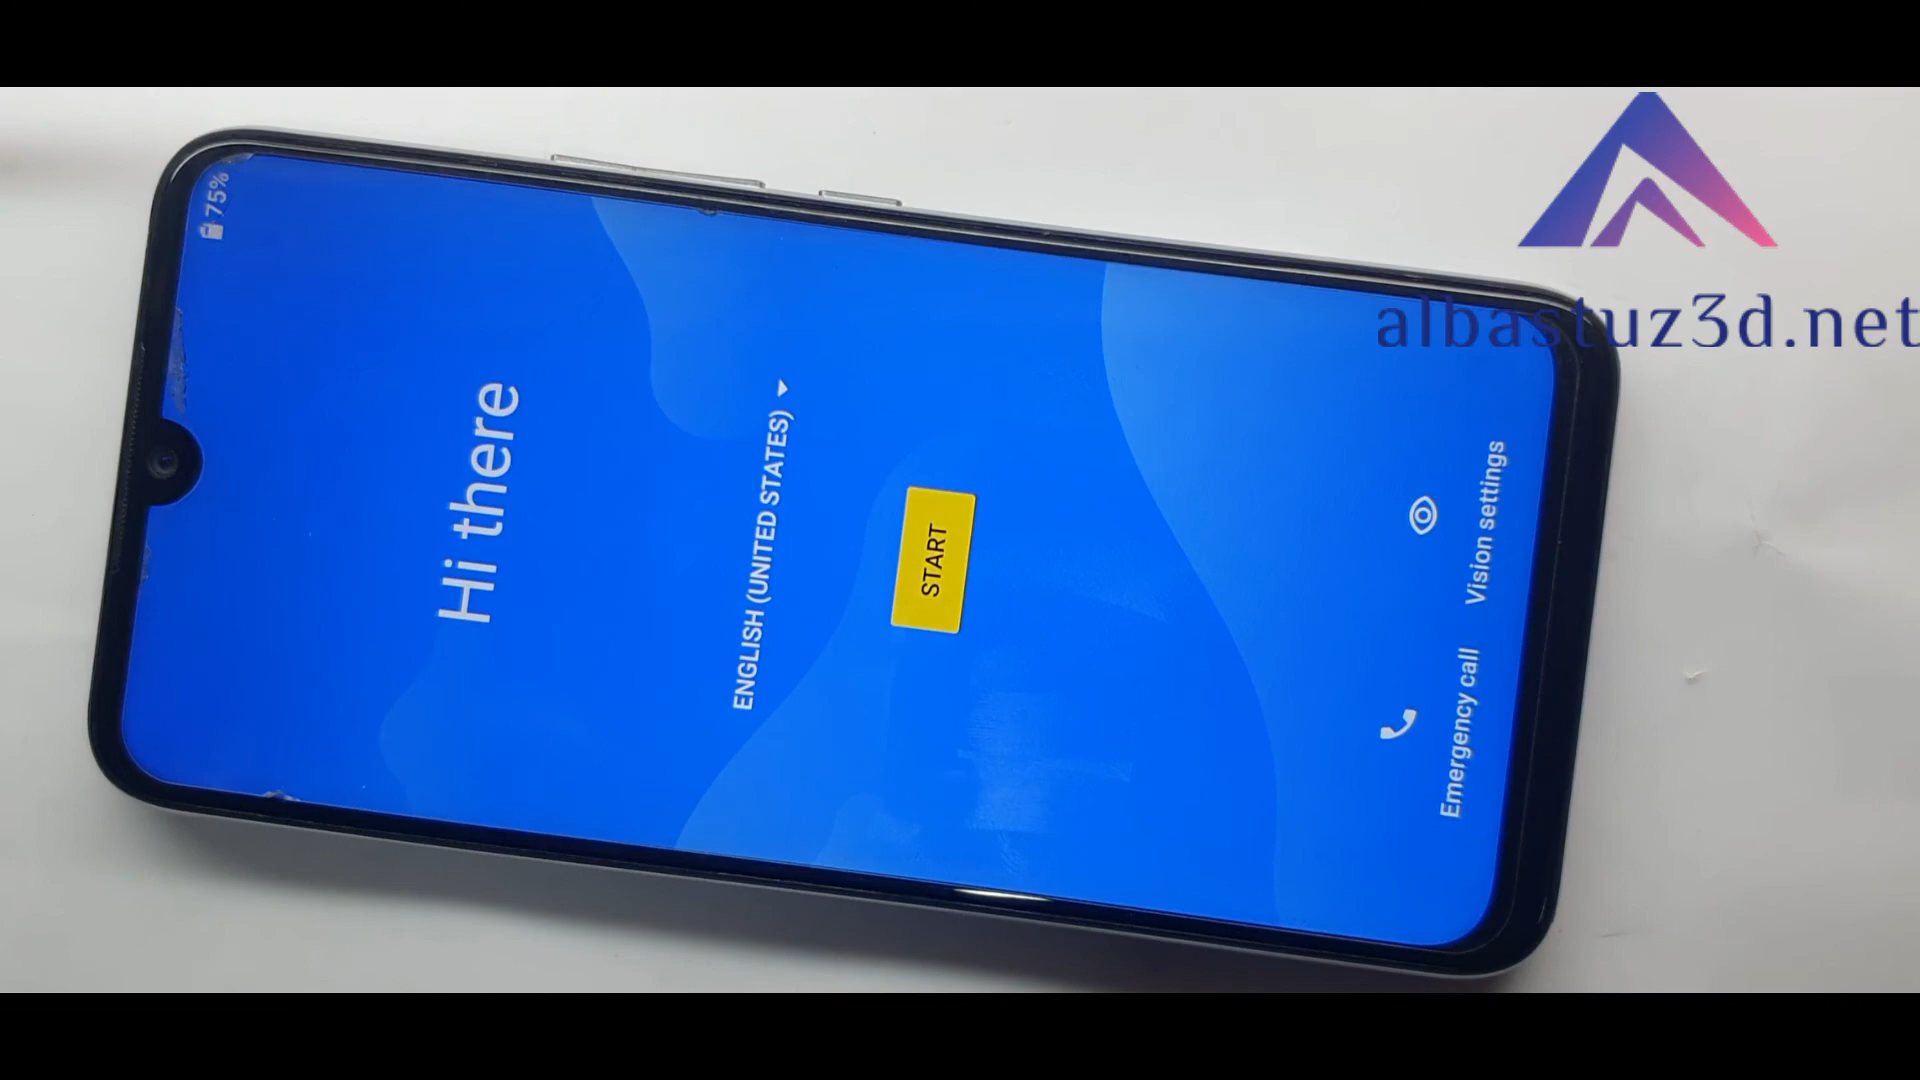 75%
Hi there
ENGLISH (UNITED STATES)
START
Vision settings
Emergency call
albastuz3d.net